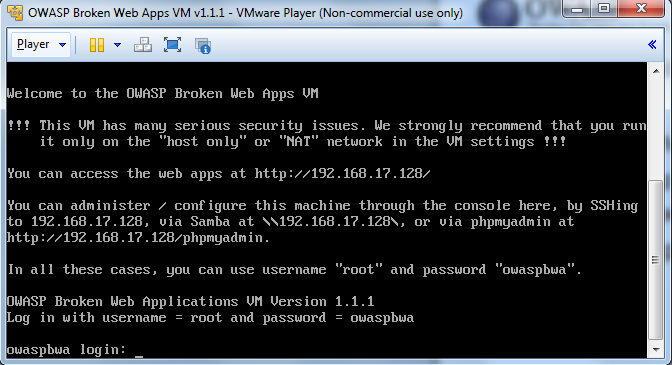 OWASP Broken Web Apps VM v1.1.1 - VMware Player (Non-commercial use only)
Player
Welcome to the OWASP Broken Web Apps VM
!!! This VM has many serious security issues. We strongly recommend that you run
it only on the "host only" or "NAT" network in the VM settings !!!
You can access the web apps at http://192.168.17.128/
You can administer / configure this machine through the console here, by SSHing
to 192.168.17.128, via Samba at \\192.168.17.128\, or via phpmyadmin at
http://192.168.17.128/phpmyadmin.
In all these cases, you can use username "root" and password "owaspbwa".
OWASP Broken Web Applications VM Version 1.1.1
Log in with username = root and password = owaspbwa
owaspbwa login: _